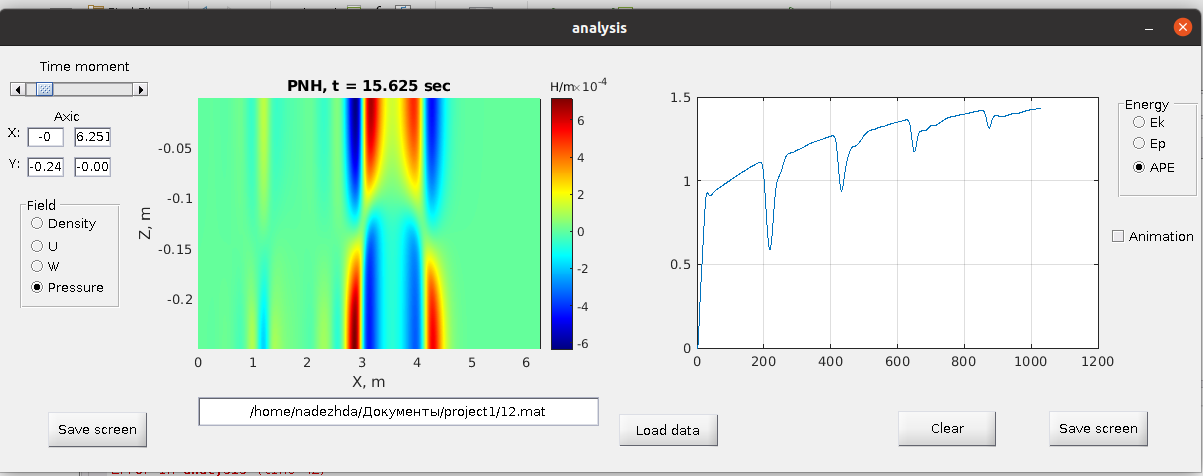 analysis
Time moment
Axic
X: -0 6.251
Y: -0.24 -0.00
Field
Density
U
W
Pressure
PNH, t = 15.625 sec
H/m ×10^-4
Z, m
-0.05
-0.1
-0.15
-0.2
0 1 2 3 4 5 6
X, m
6
4
2
0
-2
-4
-6
1.5
1
0.5
0
0 200 400 600 800 1000 1200
Energy
Ek
Ep
APE
Animation
/home/nadezhda/Документы/project1/12.mat
Save screen
Load data
Clear
Save screen